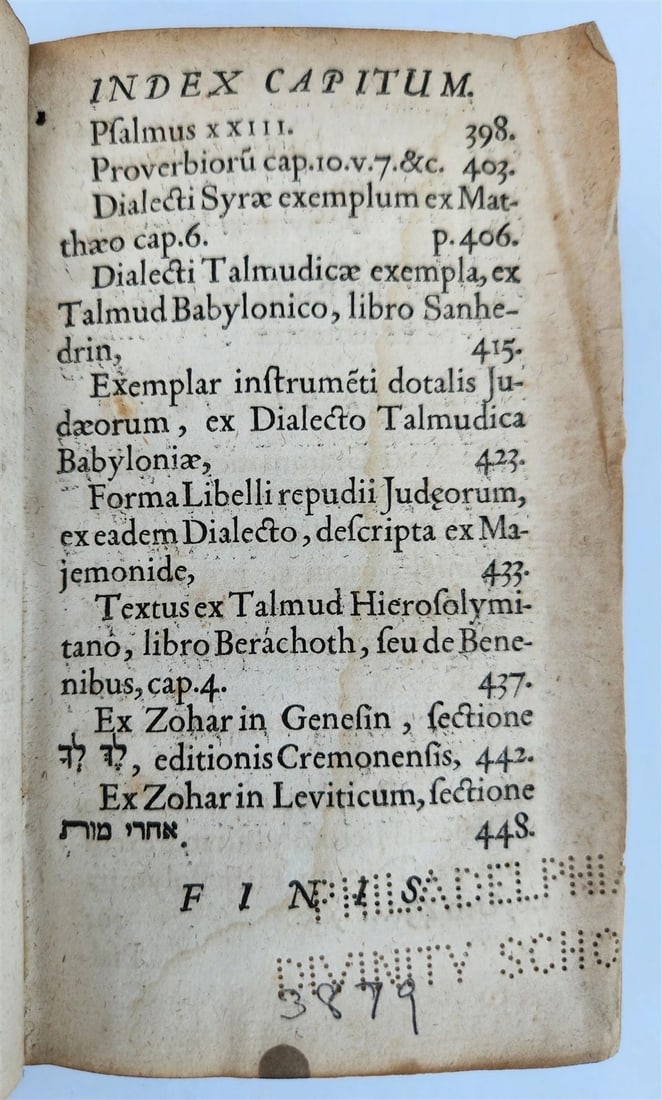 INDEX CAPITUM.
Pſalmus XXIII. 398.
Proverbiorũ cap.10.v.7.&c. 403.
Dialecti Syræ exemplum ex Mat-
thæo cap.6. p.406.
Dialecti Talmudicæ exempla, ex
Talmud Babylonico, libro Sanhe-
drin, 415.
Exemplar inſtrumẽti dotalis Ju-
dæorum, ex Dialecto Talmudica
Babyloniæ, 423.
Forma Libelli repudii Judęorum,
ex eadem Dialecto, deſcripta ex Ma-
jemonide, 433.
Textus ex Talmud Hieroſolymi-
tano, libro Beráchoth, ſeu de Bene-
nibus, cap.4. 437.
Ex Zohar in Geneſin, ſectione
לך לך, editionis Cremonenſis, 442.
Ex Zohar in Leviticum, ſectione
אחרי מות. 448.
FINIS.
PHILADELPHIA
DIVINITY SCHO
3879